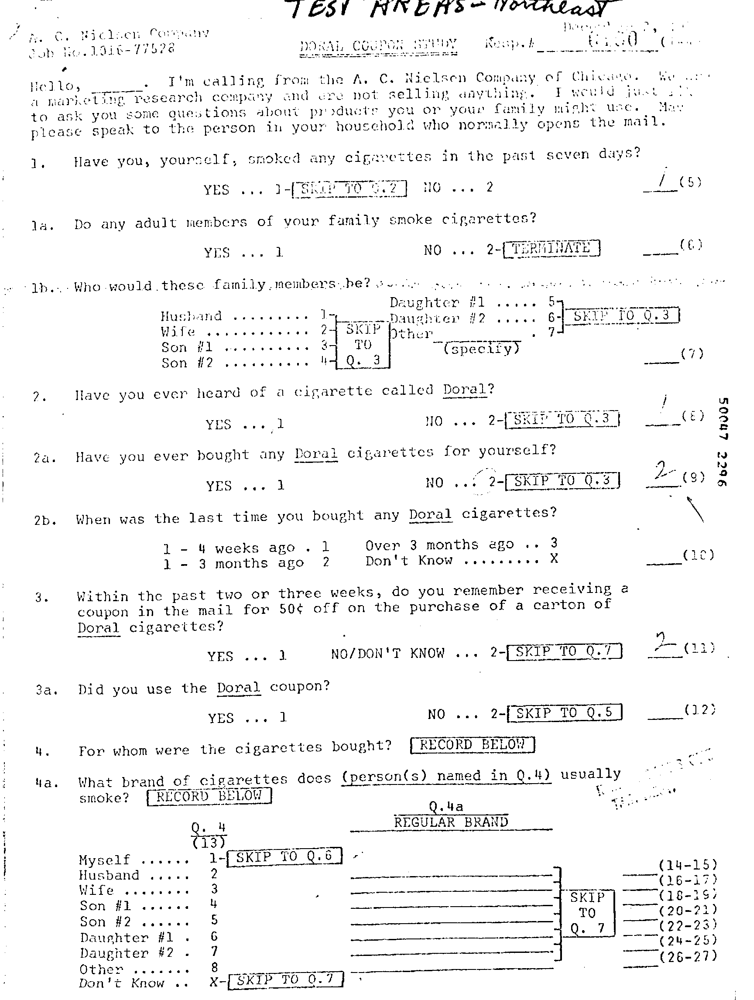 TEST AREAS - Northeast
A. C. Nielsen Company
Job No.1916-77528 DORAL COUPON STUDY Resp.#
Hello, ______. I'm calling from the A. C. Nielsen Company of Chicago. We are
a marketing research company and are not selling anything. I would just like
to ask you some questions about products you or your family might use. May
please speak to the person in your household who normally opens the mail.
1. Have you, yourself, smoked any cigarettes in the past seven days?
YES ... 1-[SKIP TO Q.2] NO ... 2 1 (5)
1a. Do any adult members of your family smoke cigarettes?
YES ... 1 NO ... 2-[TERMINATE] ____(6)
1b. Who would these family members be?
Husband ......... 1- Daughter #1 ..... 5-
Wife ............ 2- SKIP Daughter #2 ..... 6- SKIP TO Q.3
Son #1 .......... 3- TO Other . 7-
Son #2 .......... 4- Q. 3 (specify) ____(7)
2. Have you ever heard of a cigarette called Doral?
YES ... 1 NO ... 2-[SKIP TO Q.3] 1 (8)
2a. Have you ever bought any Doral cigarettes for yourself?
YES ... 1 NO ... 2-[SKIP TO Q.3] 2 (9)
2b. When was the last time you bought any Doral cigarettes?
1 - 4 weeks ago . 1 Over 3 months ago .. 3
1 - 3 months ago 2 Don't Know ......... X ____(10)
3. Within the past two or three weeks, do you remember receiving a
coupon in the mail for 50¢ off on the purchase of a carton of
Doral cigarettes?
YES ... 1 NO/DON'T KNOW ... 2-[SKIP TO Q.7] 2 (11)
3a. Did you use the Doral coupon?
YES ... 1 NO ... 2-[SKIP TO Q.5] ____(12)
4. For whom were the cigarettes bought? [RECORD BELOW]
4a. What brand of cigarettes does (person(s) named in Q.4) usually
smoke? [RECORD BELOW]
Q.4a
Q. 4 REGULAR BRAND
(13)
Myself ...... 1-[SKIP TO Q.6]
Husband ..... 2 ____(14-15)
Wife ........ 3 ____(16-17)
Son #1 ...... 4 SKIP ____(18-19)
Son #2 ...... 5 TO ____(20-21)
Daughter #1 . 6 Q. 7 ____(22-23)
Daughter #2 . 7 ____(24-25)
Other ....... 8 ____(26-27)
Don't Know .. X-[SKIP TO Q.7]
50047 2296